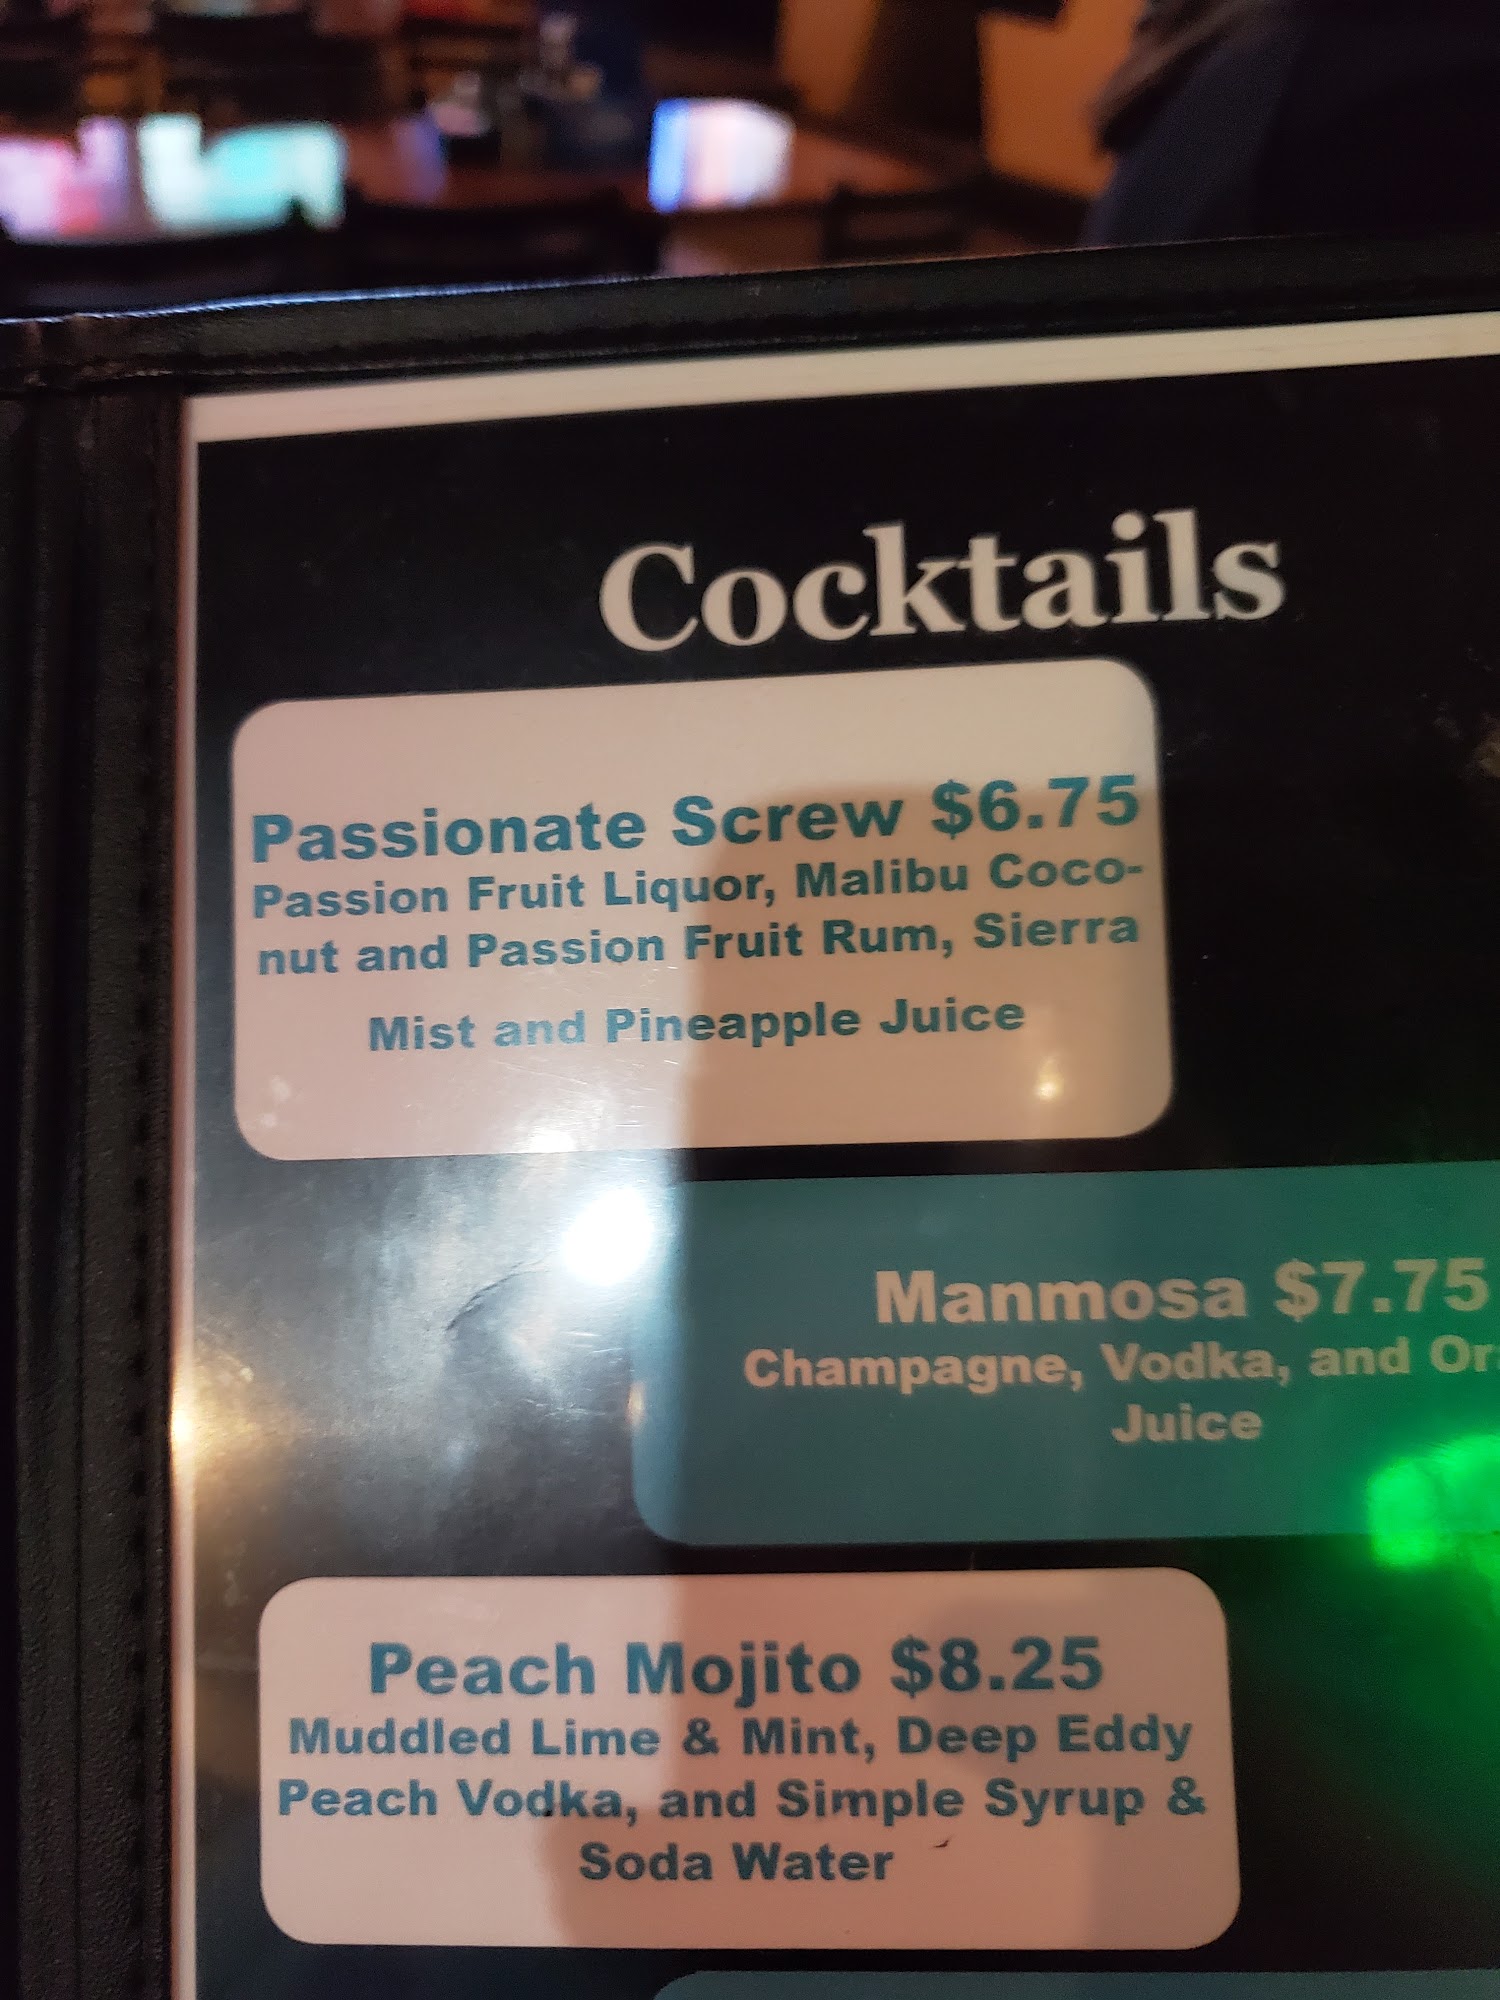 Cocktails
Passionate Screw $6.75
Passion Fruit Liquor, Malibu Coco-
nut and Passion Fruit Rum, Sierra
Mist and Pineapple Juice
Manmosa $7.75
Champagne, Vodka, and
Juice
Peach Mojito $8.25
Muddled Lime & Mint, Deep Eddy
Peach Vodka, and Simple Syrup &
Soda Water